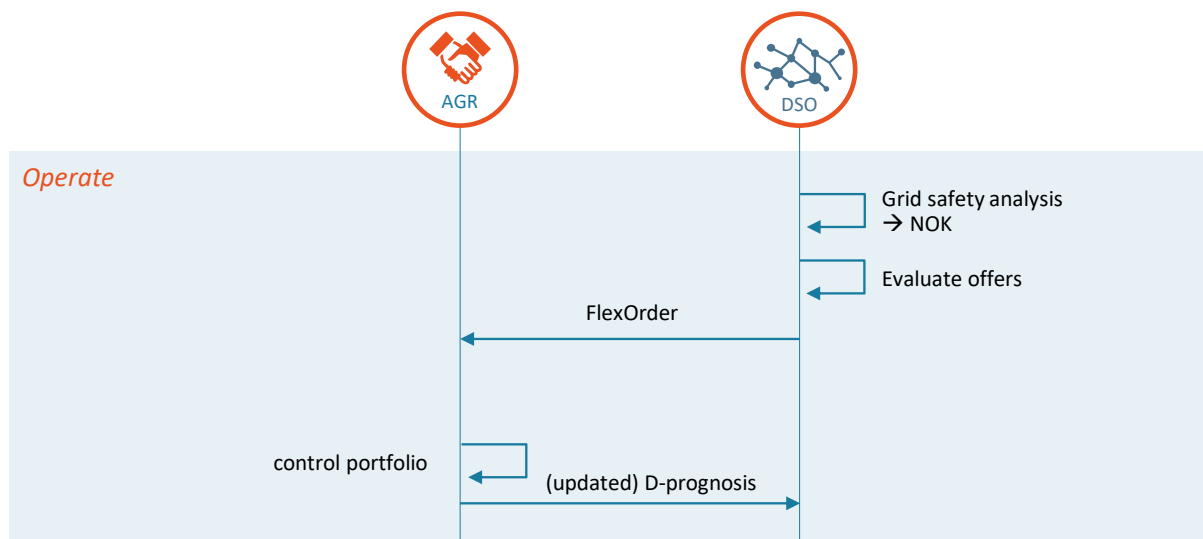 AGR
DSO
Operate
Grid safety analysis
→ NOK
Evaluate offers
FlexOrder
control portfolio
(updated) D-prognosis